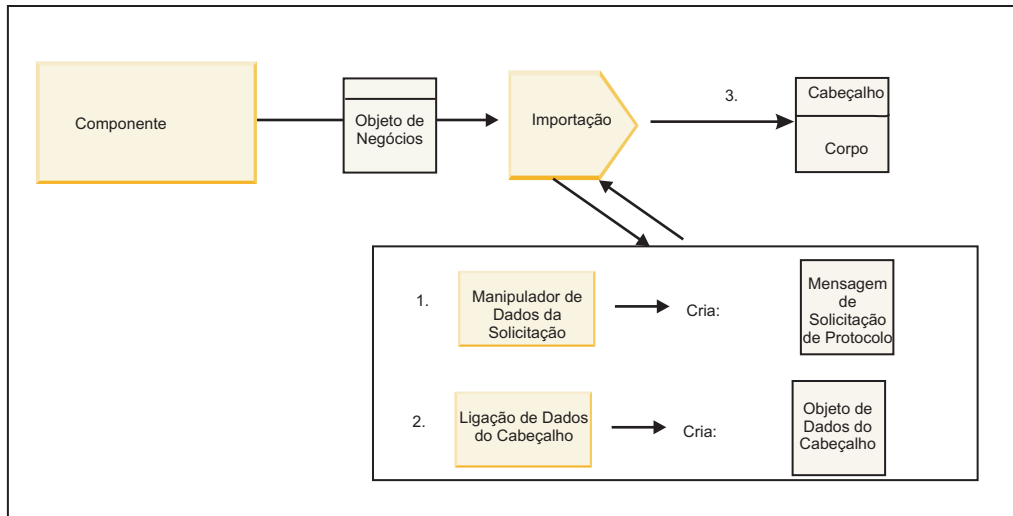 Componente
Objeto de
Negócios
Importação
3.
Cabeçalho
Corpo
1.
Manipulador de
Dados da
Solicitação
Cria:
Mensagem
de
Solicitação
de Protocolo
2.
Ligação de Dados
do Cabeçalho
Cria:
Objeto de
Dados do
Cabeçalho